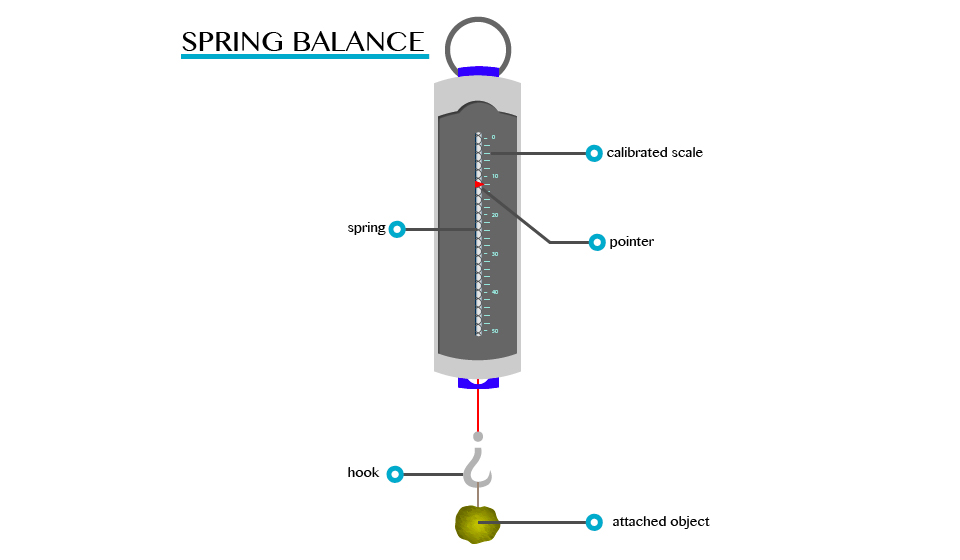 SPRING BALANCE
0
calibrated scale
10
20
spring
pointer
30
40
50
hook
attached object